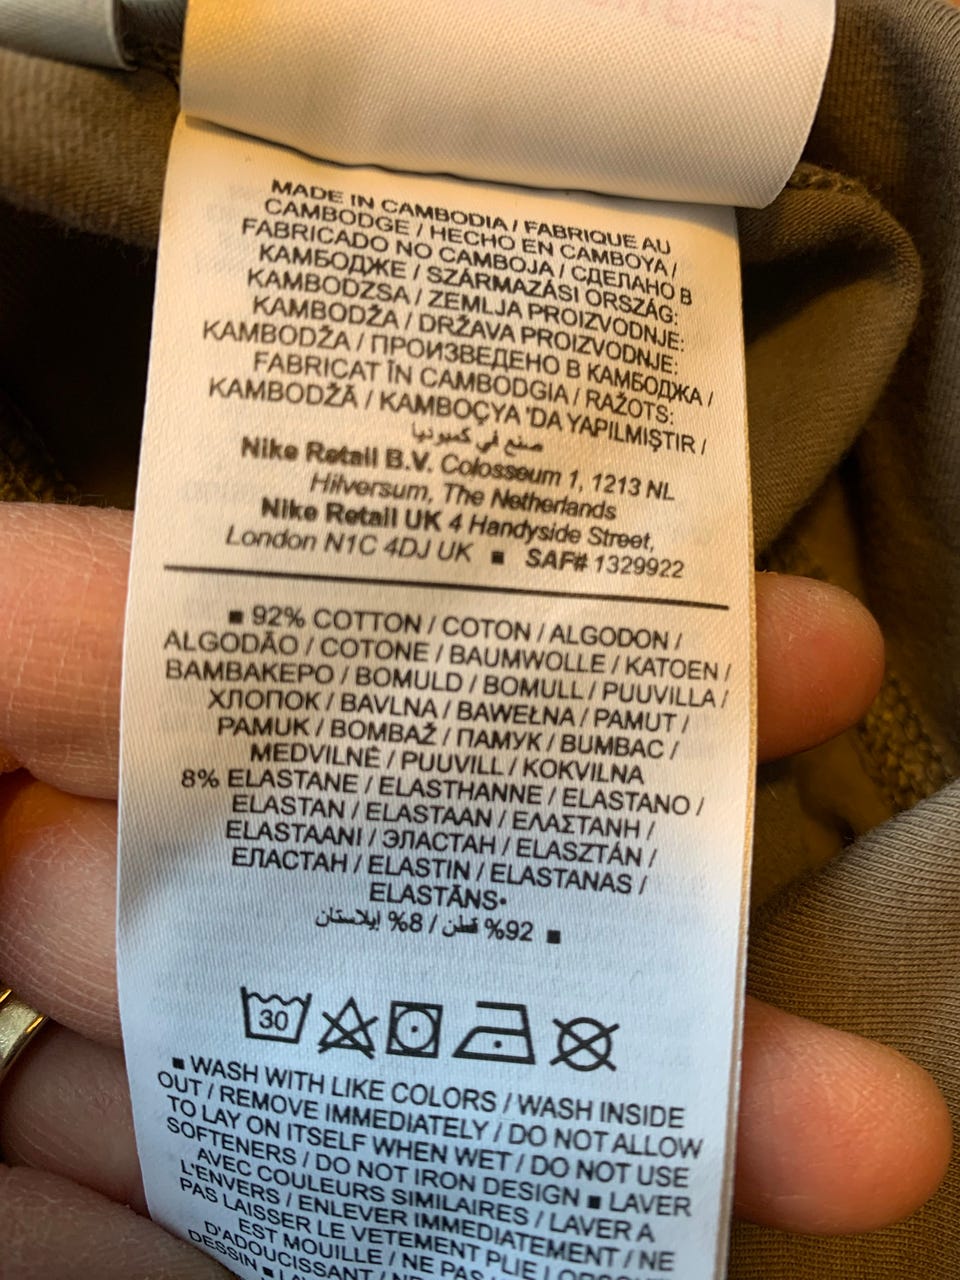 MADE IN CAMBODIA / FABRIQUE AU
CAMBODGE / HECHO EN CAMBOYA /
FABRICADO NO CAMBOJA / СДЕЛАНО В
КАМБОДЖЕ / SZÁRMAZÁSI ORSZÁG:
KAMBODZSA / ZEMLJA PROIZVODNJE:
KAMBODŽA / DRŽAVA PROIZVODNJE:
KAMBODŽA / ПРОИЗВЕДЕНО В КАМБОДЖА /
FABRICAT ÎN CAMBODGIA / RAŽOTS:
KAMBODŽĀ / KAMBOÇYA 'DA YAPILMIŞTIR /
صنع في كمبوديا
Nike Retail B.V. Colosseum 1, 1213 NL
Hilversum, The Netherlands
Nike Retail UK 4 Handyside Street,
London N1C 4DJ UK ■ SAF# 1329922
■ 92% COTTON / COTON / ALGODON /
ALGODÃO / COTONE / BAUMWOLLE / KATOEN /
ΒΑΜΒΑΚΕΡΟ / BOMULD / BOMULL / PUUVILLA /
ХЛОПОК / BAVLNA / BAWEŁNA / PAMUT /
PAMUK / BOMBAŽ / ПАМУК / BUMBAC /
MEDVILNĖ / PUUVILL / KOKVILNA
8% ELASTANE / ELASTHANNE / ELASTANO /
ELASTAN / ELASTAAN / ΕΛΑΣΤΑΝΗ /
ELASTAANI / ЭЛАСТАН / ELASZTÁN /
ЕЛАСТАН / ELASTIN / ELASTANAS /
ELASTĀNS•
■ 92% قطن / 8% إيلاستان
30
■ WASH WITH LIKE COLORS / WASH INSIDE
OUT / REMOVE IMMEDIATELY / DO NOT ALLOW
TO LAY ON ITSELF WHEN WET / DO NOT USE
SOFTENERS / DO NOT IRON DESIGN ■ LAVER
AVEC COULEURS SIMILAIRES / LAVER A
L'ENVERS / ENLEVER IMMEDIATEMENT / NE
PAS LAISSER LE VETEMENT PLIE LORSQU'IL
EST MOUILLE / NE PAS
D'ADOUCISSANT /
DESSIN ■